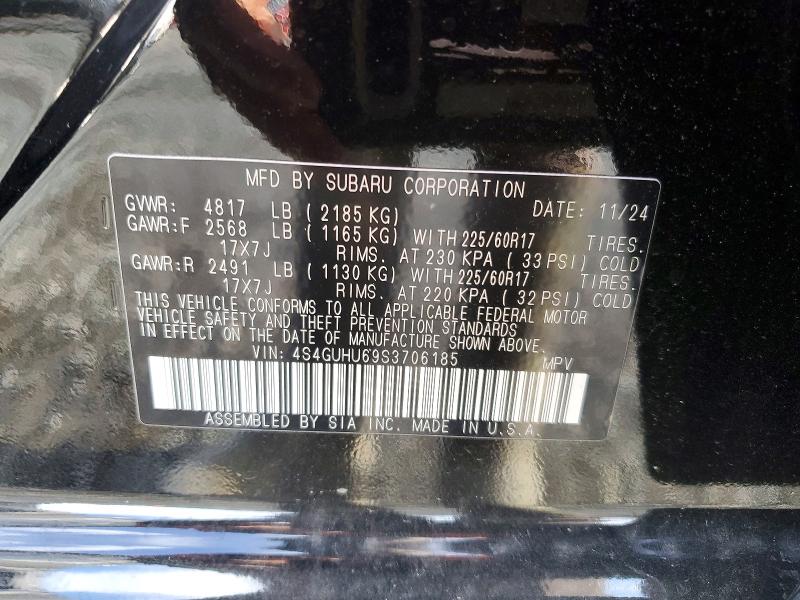 MFD BY SUBARU CORPORATION
GVWR: 4817 LB ( 2185 KG) DATE: 11/24
GAWR:F 2568 LB ( 1165 KG) WITH 225/60R17 TIRES.
17X7J RIMS. AT 230 KPA ( 33 PSI) COLD
GAWR:R 2491 LB ( 1130 KG) WITH 225/60R17 TIRES.
17X7J RIMS. AT 220 KPA ( 32 PSI) COLD
THIS VEHICLE CONFORMS TO ALL APPLICABLE FEDERAL MOTOR
VEHICLE SAFETY AND THEFT PREVENTION STANDARDS
IN EFFECT ON THE DATE OF MANUFACTURE SHOWN ABOVE.
VIN: 4S4GUHU69S3706185 MPV
ASSEMBLED BY SIA INC. MADE IN U.S.A.